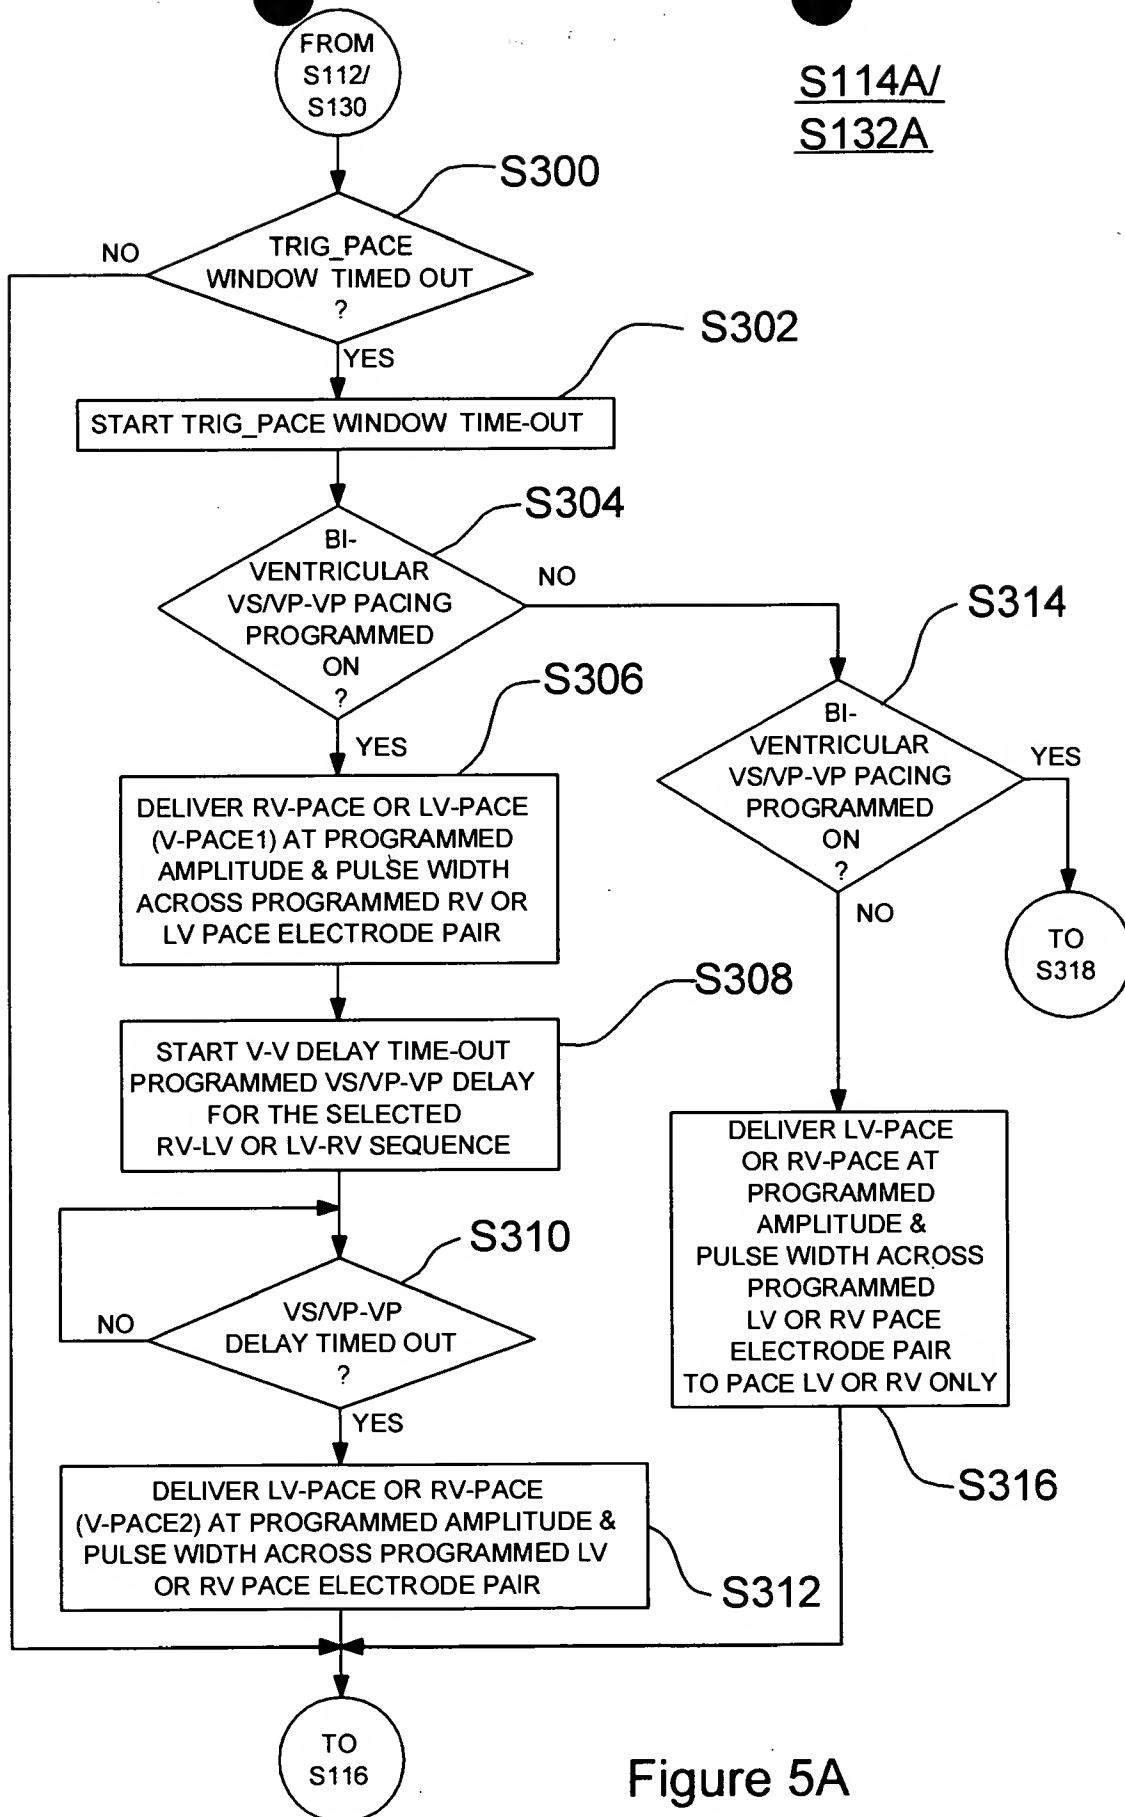 FROM
S112/
S130
S114A/
S132A
S300
NO
TRIG_PACE
WINDOW TIMED OUT
?
S302
YES
START TRIG_PACE WINDOW TIME-OUT
S304
BI-
VENTRICULAR
VS/VP-VP PACING
PROGRAMMED
ON
?
NO
S314
S306
YES
BI-
VENTRICULAR
VS/VP-VP PACING
PROGRAMMED
ON
?
YES
NO
TO
S318
DELIVER RV-PACE OR LV-PACE
(V-PACE1) AT PROGRAMMED
AMPLITUDE & PULSE WIDTH
ACROSS PROGRAMMED RV OR
LV PACE ELECTRODE PAIR
S308
START V-V DELAY TIME-OUT
PROGRAMMED VS/VP-VP DELAY
FOR THE SELECTED
RV-LV OR LV-RV SEQUENCE
DELIVER LV-PACE
OR RV-PACE AT
PROGRAMMED
AMPLITUDE &
PULSE WIDTH ACROSS
PROGRAMMED
LV OR RV PACE
ELECTRODE PAIR
TO PACE LV OR RV ONLY
S310
NO
VS/VP-VP
DELAY TIMED OUT
?
YES
S316
DELIVER LV-PACE OR RV-PACE
(V-PACE2) AT PROGRAMMED AMPLITUDE &
PULSE WIDTH ACROSS PROGRAMMED LV
OR RV PACE ELECTRODE PAIR
S312
TO
S116
Figure 5A